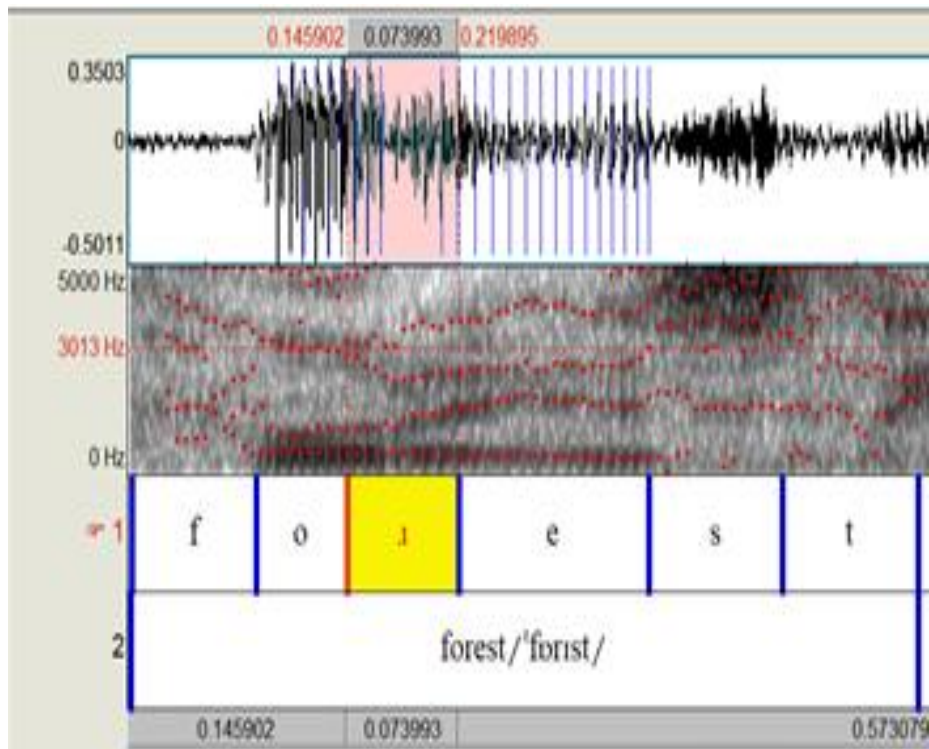 0.145902 0.073993 0.219895
0.3503
0
-0.5011
5000 Hz
3013 Hz
0 Hz
1 f o ɹ e s t
2 forest/ˈfɒrɪst/
0.145902 0.073993 0.573079